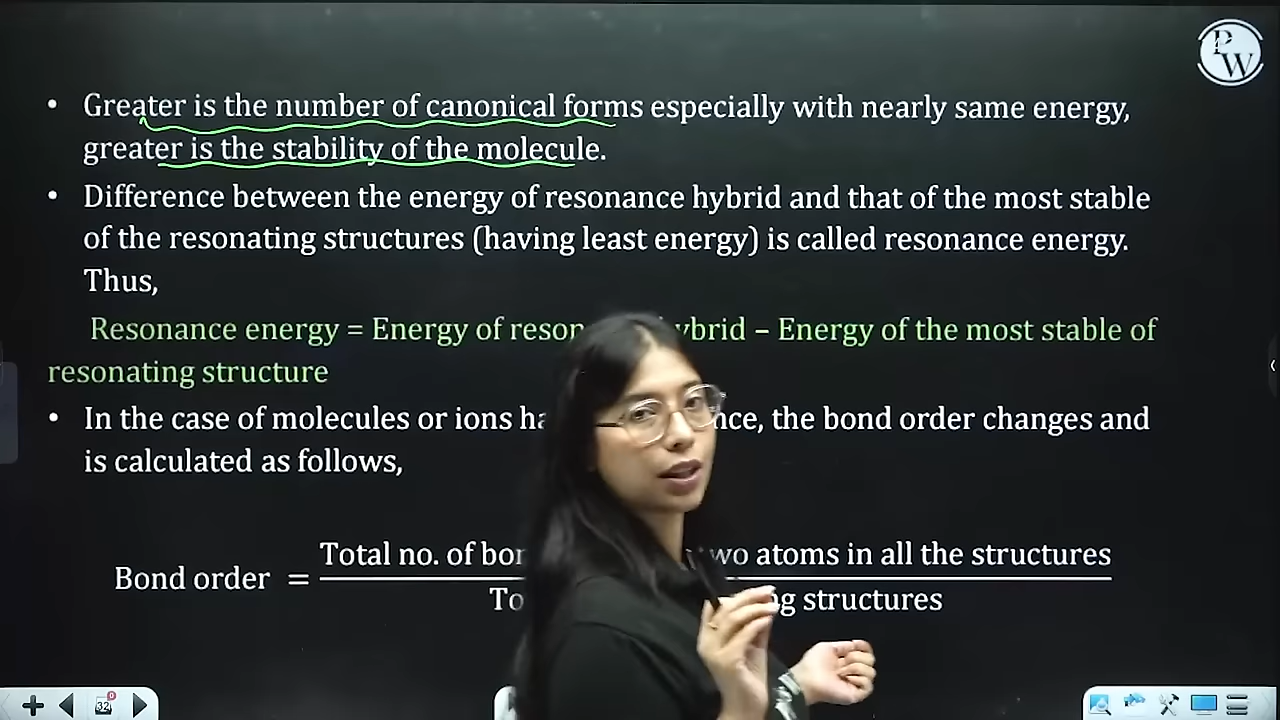 PW
• Greater is the number of canonical forms especially with nearly same energy,
greater is the stability of the molecule.
• Difference between the energy of resonance hybrid and that of the most stable
of the resonating structures (having least energy) is called resonance energy.
Thus,
Resonance energy = Energy of reson ybrid – Energy of the most stable of
resonating structure
• In the case of molecules or ions ha nce, the bond order changes and
is calculated as follows,
Bond order =
Total no. of bon wo atoms in all the structures
To ng structures
32